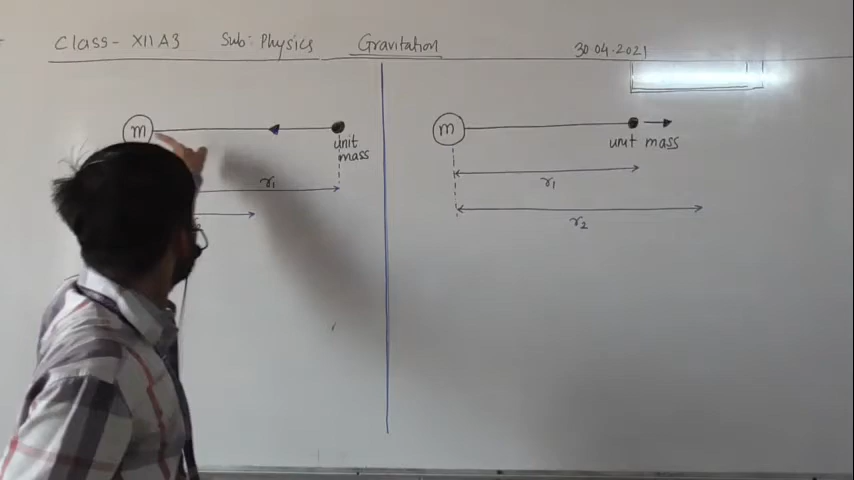 Class- XII A3 Sub: Physics Gravitation 30-04-2021
m
unit
mass
r1
m
unit mass
r1
r2